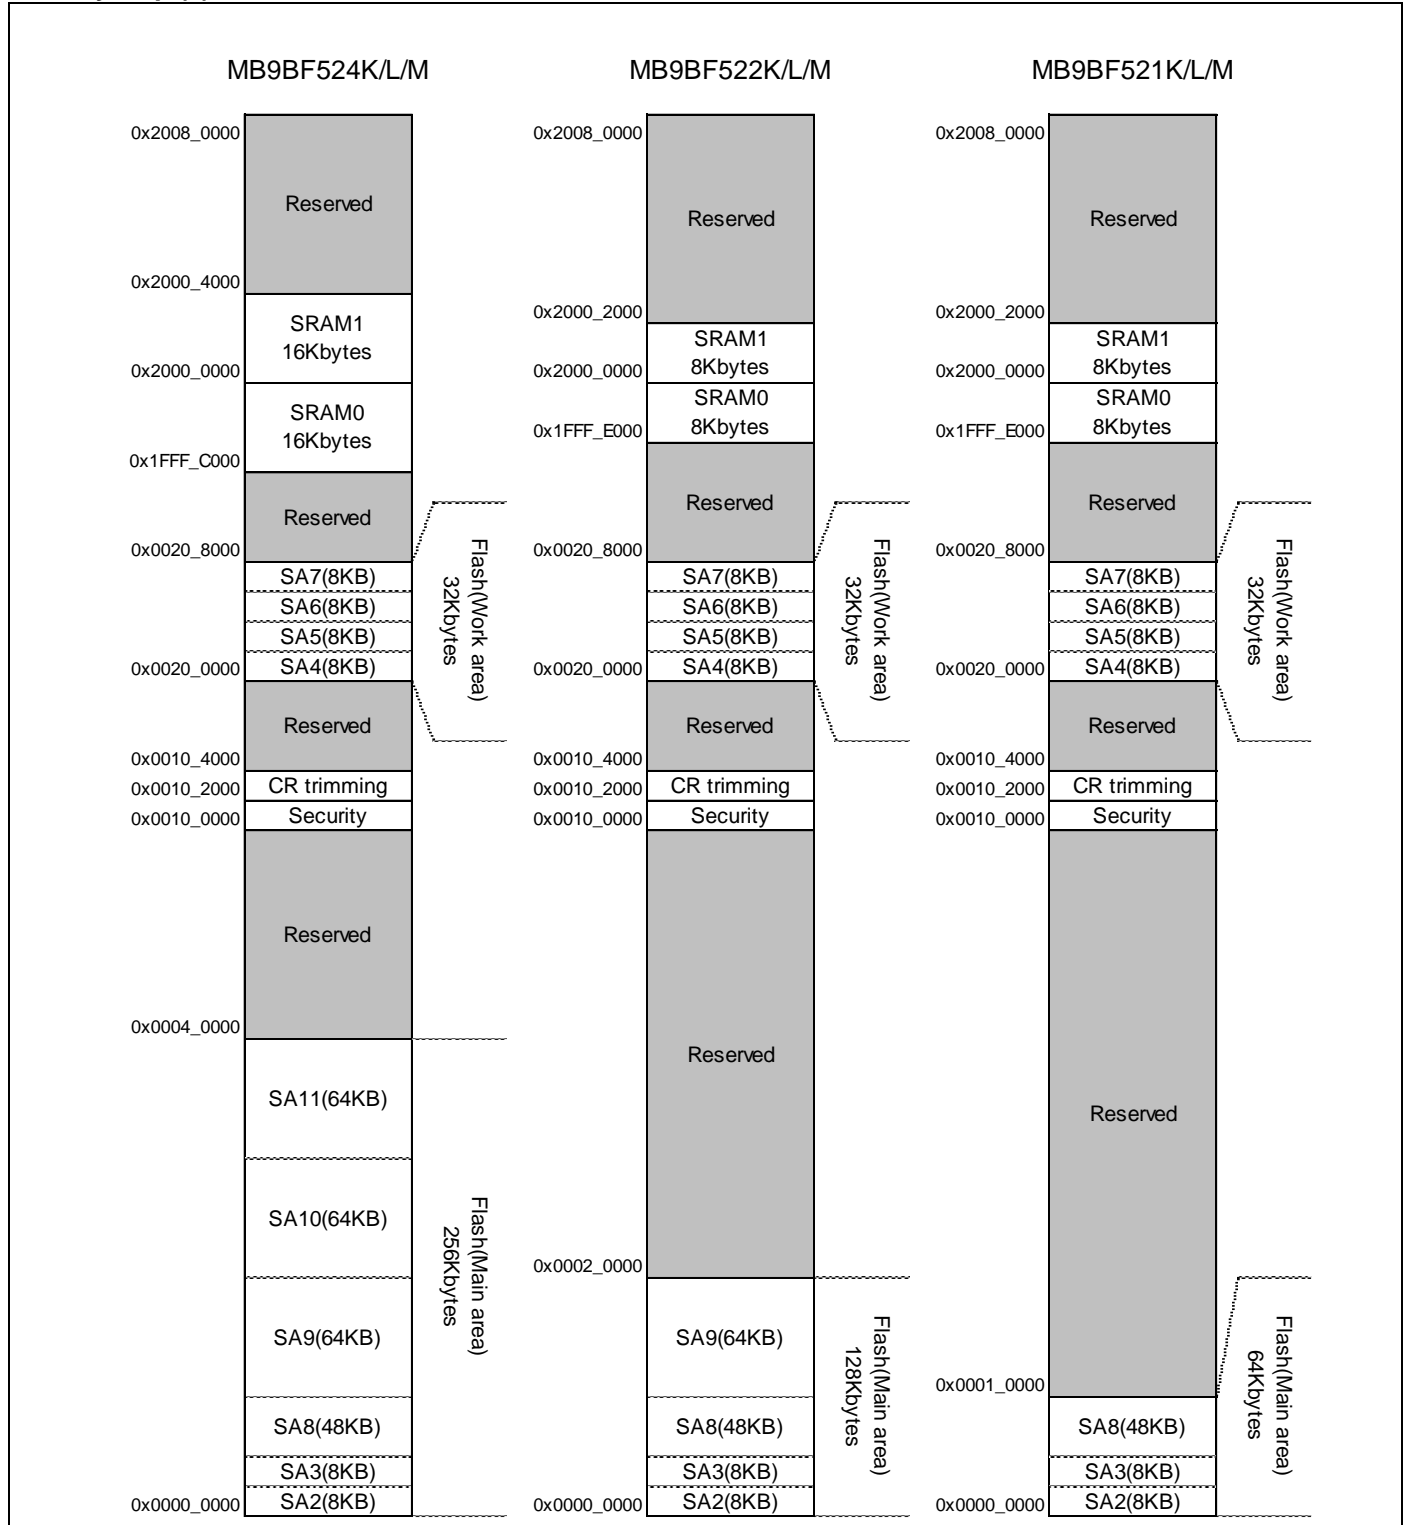 MB9BF524K/L/M
0x2008_0000
Reserved
0x2000_4000
SRAM1
16Kbytes
0x2000_0000
SRAM0
16Kbytes
0x1FFF_C000
Reserved
0x0020_8000
SA7(8KB)
SA6(8KB)
SA5(8KB)
SA4(8KB)
0x0020_0000
Flash(Work area)
32Kbytes
Reserved
0x0010_4000
CR trimming
0x0010_2000
Security
0x0010_0000
Reserved
0x0004_0000
SA11(64KB)
SA10(64KB)
SA9(64KB)
SA8(48KB)
SA3(8KB)
SA2(8KB)
0x0000_0000
Flash(Main area)
256Kbytes
MB9BF522K/L/M
0x2008_0000
Reserved
0x2000_2000
SRAM1
8Kbytes
0x2000_0000
SRAM0
8Kbytes
0x1FFF_E000
Reserved
0x0020_8000
SA7(8KB)
SA6(8KB)
SA5(8KB)
SA4(8KB)
0x0020_0000
Flash(Work area)
32Kbytes
Reserved
0x0010_4000
CR trimming
0x0010_2000
Security
0x0010_0000
Reserved
0x0002_0000
SA9(64KB)
SA8(48KB)
SA3(8KB)
SA2(8KB)
0x0000_0000
Flash(Main area)
128Kbytes
MB9BF521K/L/M
0x2008_0000
Reserved
0x2000_2000
SRAM1
8Kbytes
0x2000_0000
SRAM0
8Kbytes
0x1FFF_E000
Reserved
0x0020_8000
SA7(8KB)
SA6(8KB)
SA5(8KB)
SA4(8KB)
0x0020_0000
Flash(Work area)
32Kbytes
Reserved
0x0010_4000
CR trimming
0x0010_2000
Security
0x0010_0000
Reserved
0x0001_0000
SA8(48KB)
SA3(8KB)
SA2(8KB)
0x0000_0000
Flash(Main area)
64Kbytes